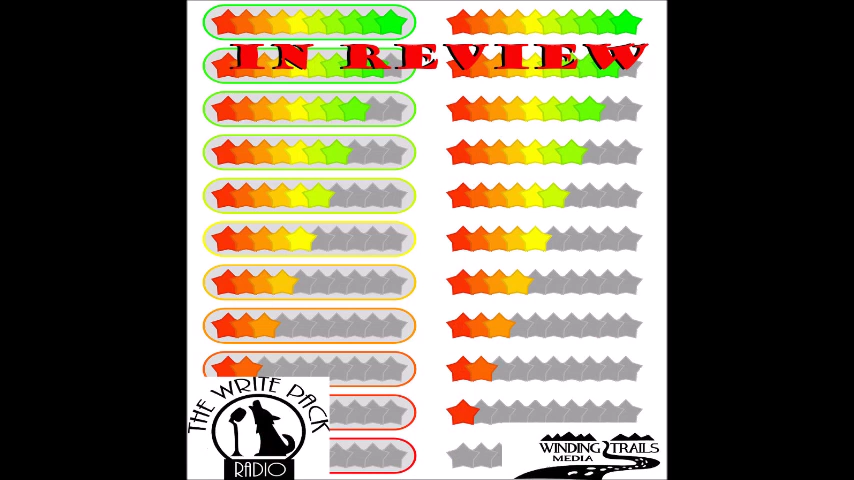 IN REVIEW
THE WRITE PACK
RADIO
WINDING TRAILS
MEDIA